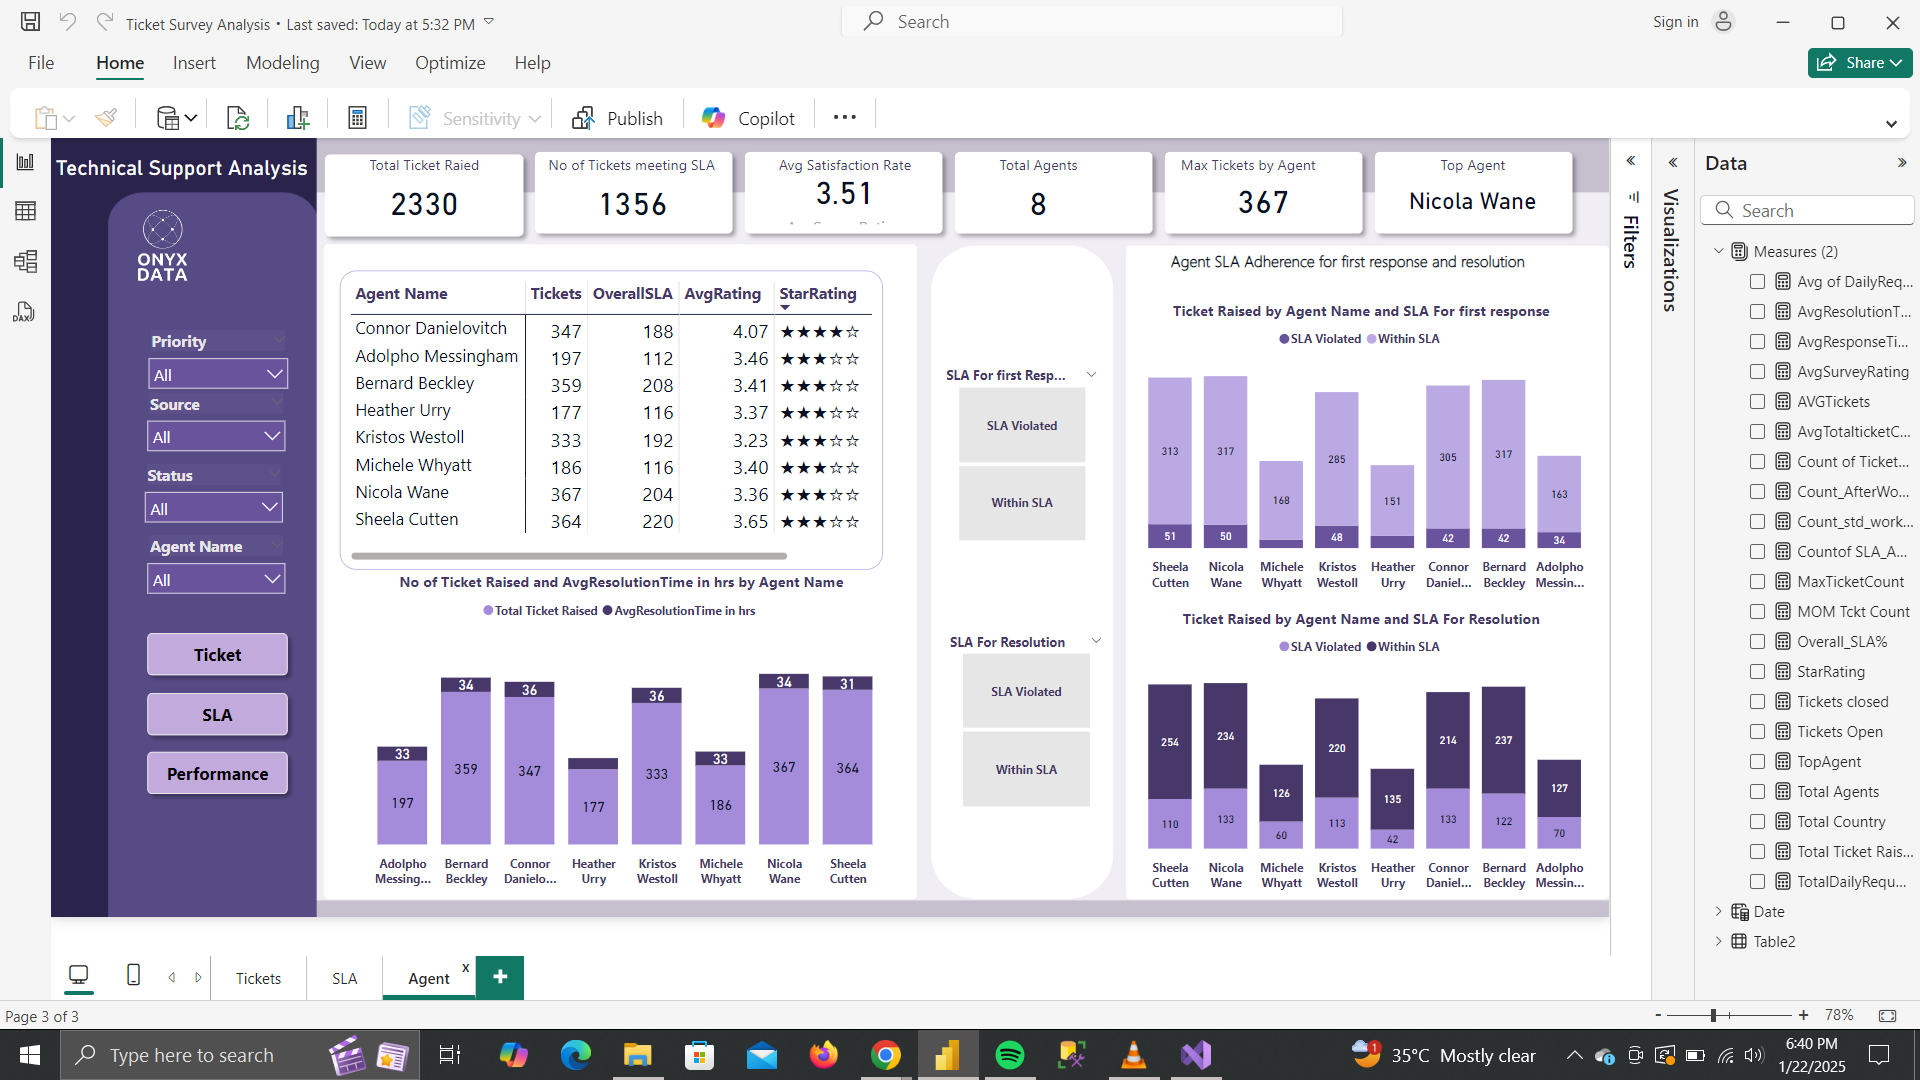 Ticket Survey Analysis • Last saved: Today at 5:32 PM
Search
Sign in
File
Home
Insert
Modeling
View
Optimize
Help
Share
Sensitivity
Publish
Copilot
Technical Support Analysis
ONYX
DATA
Priority
All
Source
All
Status
All
Agent Name
All
Ticket
SLA
Performance
Total Ticket Raied
2330
No of Tickets meeting SLA
1356
Avg Satisfaction Rate
3.51
Total Agents
8
Max Tickets by Agent
367
Top Agent
Nicola Wane
Agent Name Tickets OverallSLA AvgRating StarRating
Connor Danielovitch 347 188 4.07 ★★★★☆
Adolpho Messingham 197 112 3.46 ★★★☆☆
Bernard Beckley 359 208 3.41 ★★★☆☆
Heather Urry 177 116 3.37 ★★★☆☆
Kristos Westoll 333 192 3.23 ★★★☆☆
Michele Whyatt 186 116 3.40 ★★★☆☆
Nicola Wane 367 204 3.36 ★★★☆☆
Sheela Cutten 364 220 3.65 ★★★☆☆
No of Ticket Raised and AvgResolutionTime in hrs by Agent Name
Total Ticket Raised AvgResolutionTime in hrs
33 34 36 36 33 34 31
197 359 347 177 333 186 367 364
Adolpho Bernard Connor Heather Kristos Michele Nicola Sheela
Messing... Beckley Danielo... Urry Westoll Whyatt Wane Cutten
SLA For first Resp...
SLA Violated
Within SLA
SLA For Resolution
SLA Violated
Within SLA
Agent SLA Adherence for first response and resolution
Ticket Raised by Agent Name and SLA For first response
SLA Violated Within SLA
313 317 168 285 151 305 317 163
51 50 48 42 42 34
Sheela Nicola Michele Kristos Heather Connor Bernard Adolpho
Cutten Wane Whyatt Westoll Urry Daniel... Beckley Messin...
Ticket Raised by Agent Name and SLA For Resolution
SLA Violated Within SLA
254 234 126 220 135 214 237 127
110 133 60 113 42 133 122 70
Sheela Nicola Michele Kristos Heather Connor Bernard Adolpho
Cutten Wane Whyatt Westoll Urry Daniel... Beckley Messin...
Filters
Visualizations
Data
Search
Measures (2)
Avg of DailyReq...
AvgResolutionT...
AvgResponseTi...
AvgSurveyRating
AVGTickets
AvgTotalticketC...
Count of Ticket...
Count_AfterWo...
Count_std_work...
Countof SLA_A...
MaxTicketCount
MOM Tckt Count
Overall_SLA%
StarRating
Tickets closed
Tickets Open
TopAgent
Total Agents
Total Country
Total Ticket Rais...
TotalDailyRequ...
Date
Table2
DAX
Tickets
SLA
Agent
x
+
Page 3 of 3
- + 78%
Type here to search
1
35°C Mostly clear
6:40 PM
1/22/2025